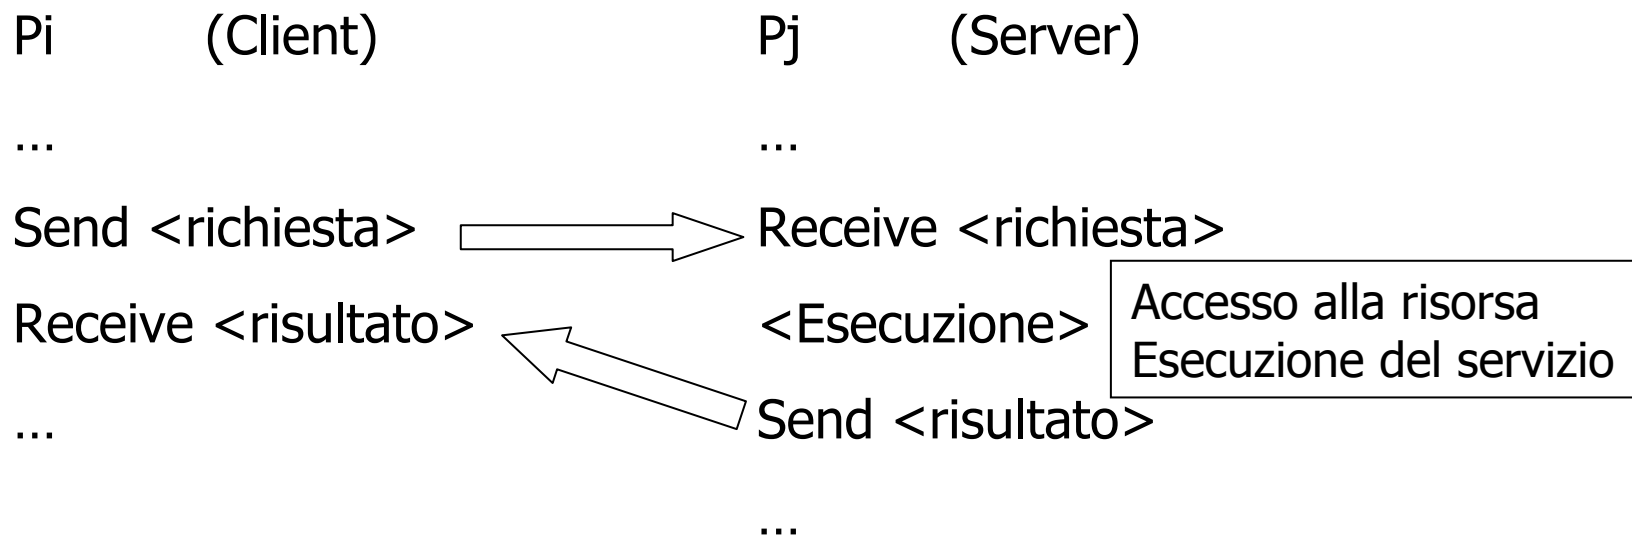 Pi (Client)
...
Send <richiesta>
Receive <risultato>
...
Pj (Server)
...
Receive <richiesta>
<Esecuzione>
Accesso alla risorsa
Esecuzione del servizio
Send <risultato>
...